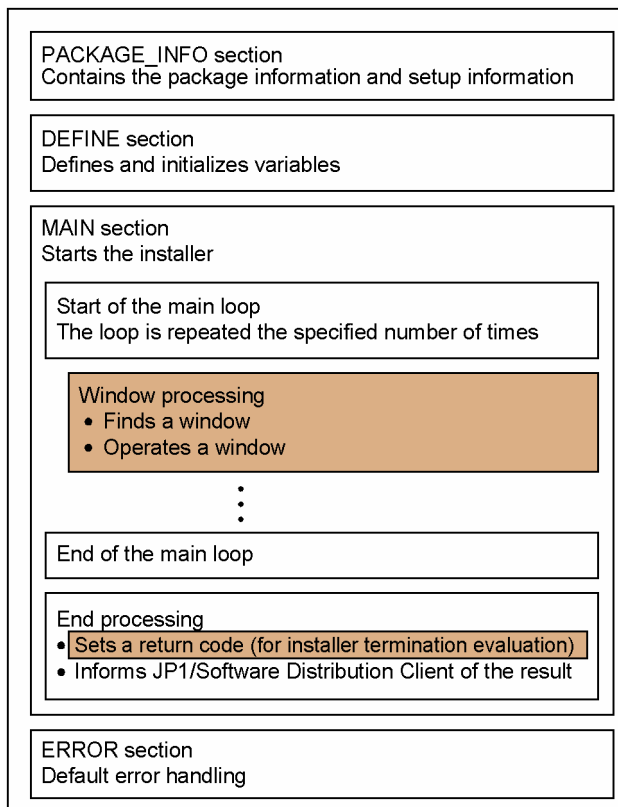 PACKAGE_INFO section
Contains the package information and setup information
DEFINE section
Defines and initializes variables
MAIN section
Starts the installer
Start of the main loop
The loop is repeated the specified number of times
Window processing
• Finds a window
• Operates a window
End of the main loop
End processing
• Sets a return code (for installer termination evaluation)
• Informs JP1/Software Distribution Client of the result
ERROR section
Default error handling